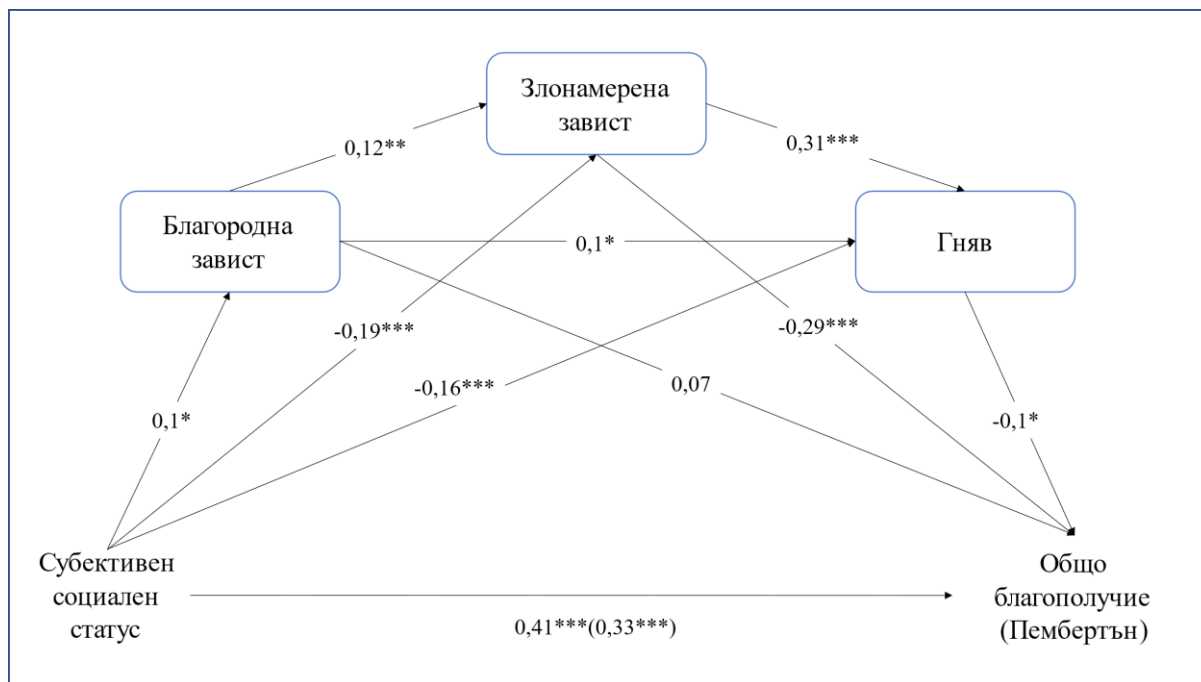 Злонамерена
завист
0,12**
0,31***
Благородна
завист
0,1*
Гняв
-0,19***
-0,29***
-0,16***
0,07
0,1*
-0,1*
Субективен
социален
статус
Общо
благополучие
(Пембертън)
0,41***(0,33***)